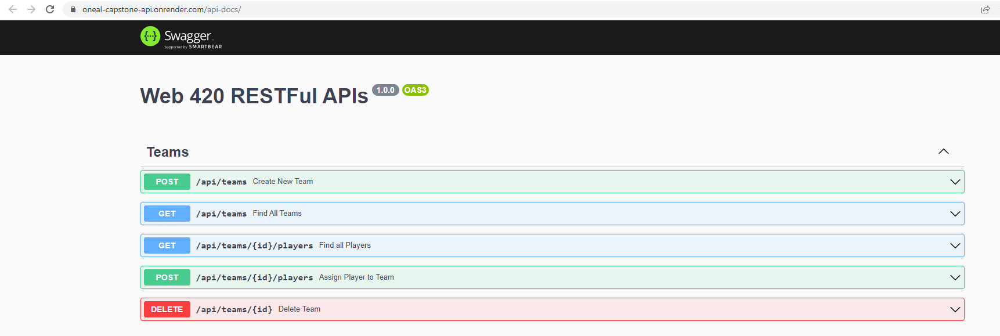 oneal-capstone-api.onrender.com/api-docs/
{···} Swagger™
Supported by SMARTBEAR
Web 420 RESTFul APIs 1.0.0 OAS3
Teams
POST /api/teams Create New Team
GET /api/teams Find All Teams
GET /api/teams/{id}/players Find all Players
POST /api/teams/{id}/players Assign Player to Team
DELETE /api/teams/{id} Delete Team